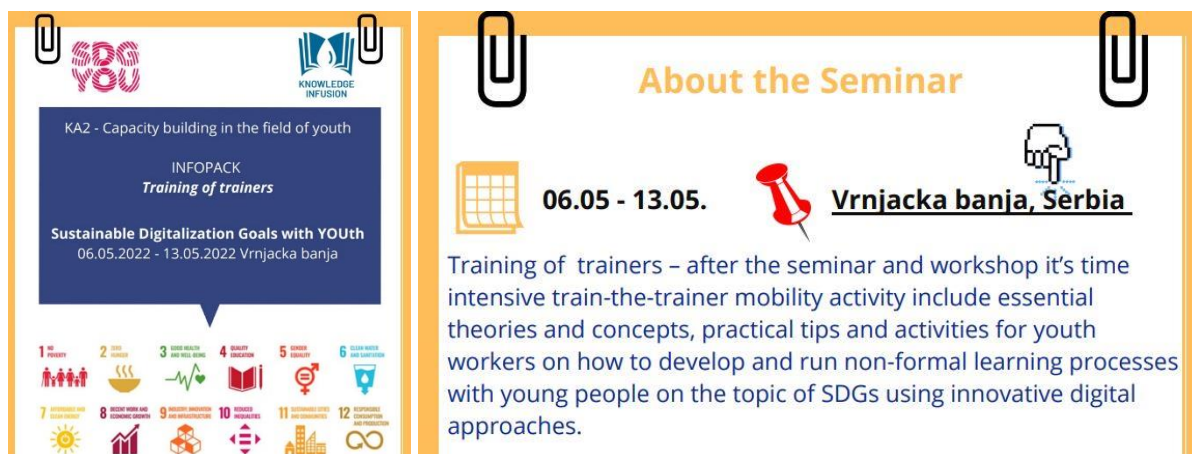 SDG
YOU
KNOWLEDGE
INFUSION
KA2 - Capacity building in the field of youth
INFOPACK
Training of trainers
Sustainable Digitalization Goals with YOUth
06.05.2022 - 13.05.2022 Vrnjacka banja
1 NO POVERTY
2 ZERO HUNGER
3 GOOD HEALTH AND WELL-BEING
4 QUALITY EDUCATION
5 GENDER EQUALITY
6 CLEAN WATER AND SANITATION
7 AFFORDABLE AND CLEAN ENERGY
8 DECENT WORK AND ECONOMIC GROWTH
9 INDUSTRY, INNOVATION AND INFRASTRUCTURE
10 REDUCED INEQUALITIES
11 SUSTAINABLE CITIES AND COMMUNITIES
12 RESPONSIBLE CONSUMPTION AND PRODUCTION
About the Seminar
06.05 - 13.05.
Vrnjacka banja, Serbia
Training of trainers – after the seminar and workshop it’s time
intensive train-the-trainer mobility activity include essential
theories and concepts, practical tips and activities for youth
workers on how to develop and run non-formal learning processes
with young people on the topic of SDGs using innovative digital
approaches.